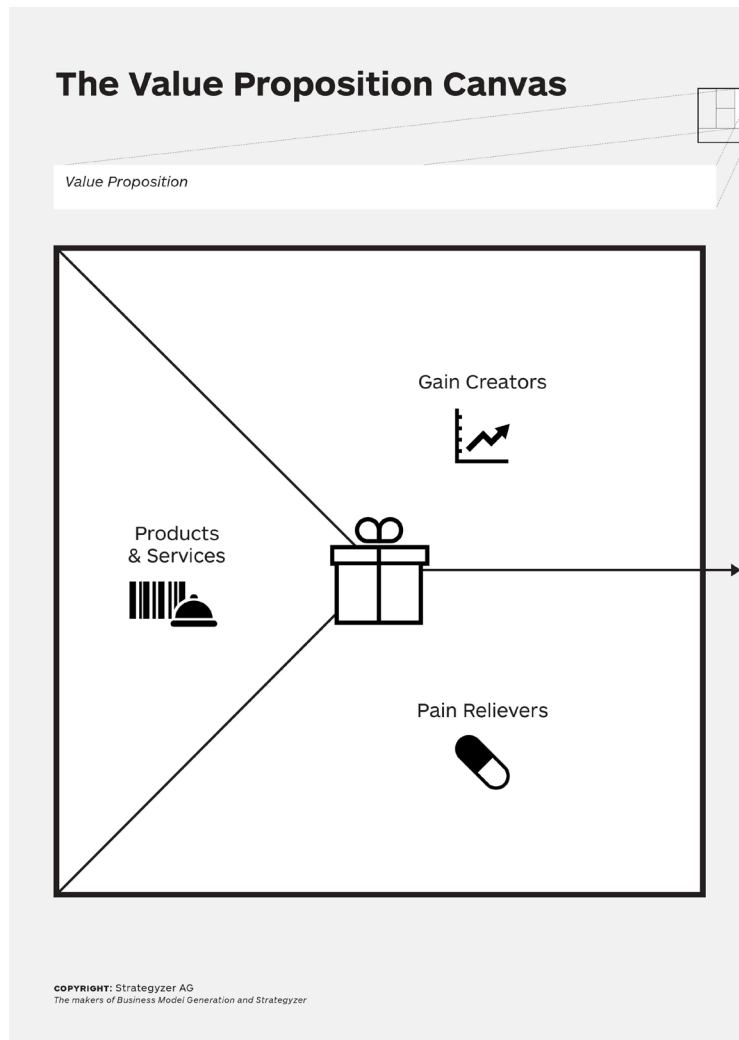 The Value Proposition Canvas
Value Proposition
Gain Creators
Products
& Services
Pain Relievers
COPYRIGHT: Strategyzer AG
The makers of Business Model Generation and Strategyzer